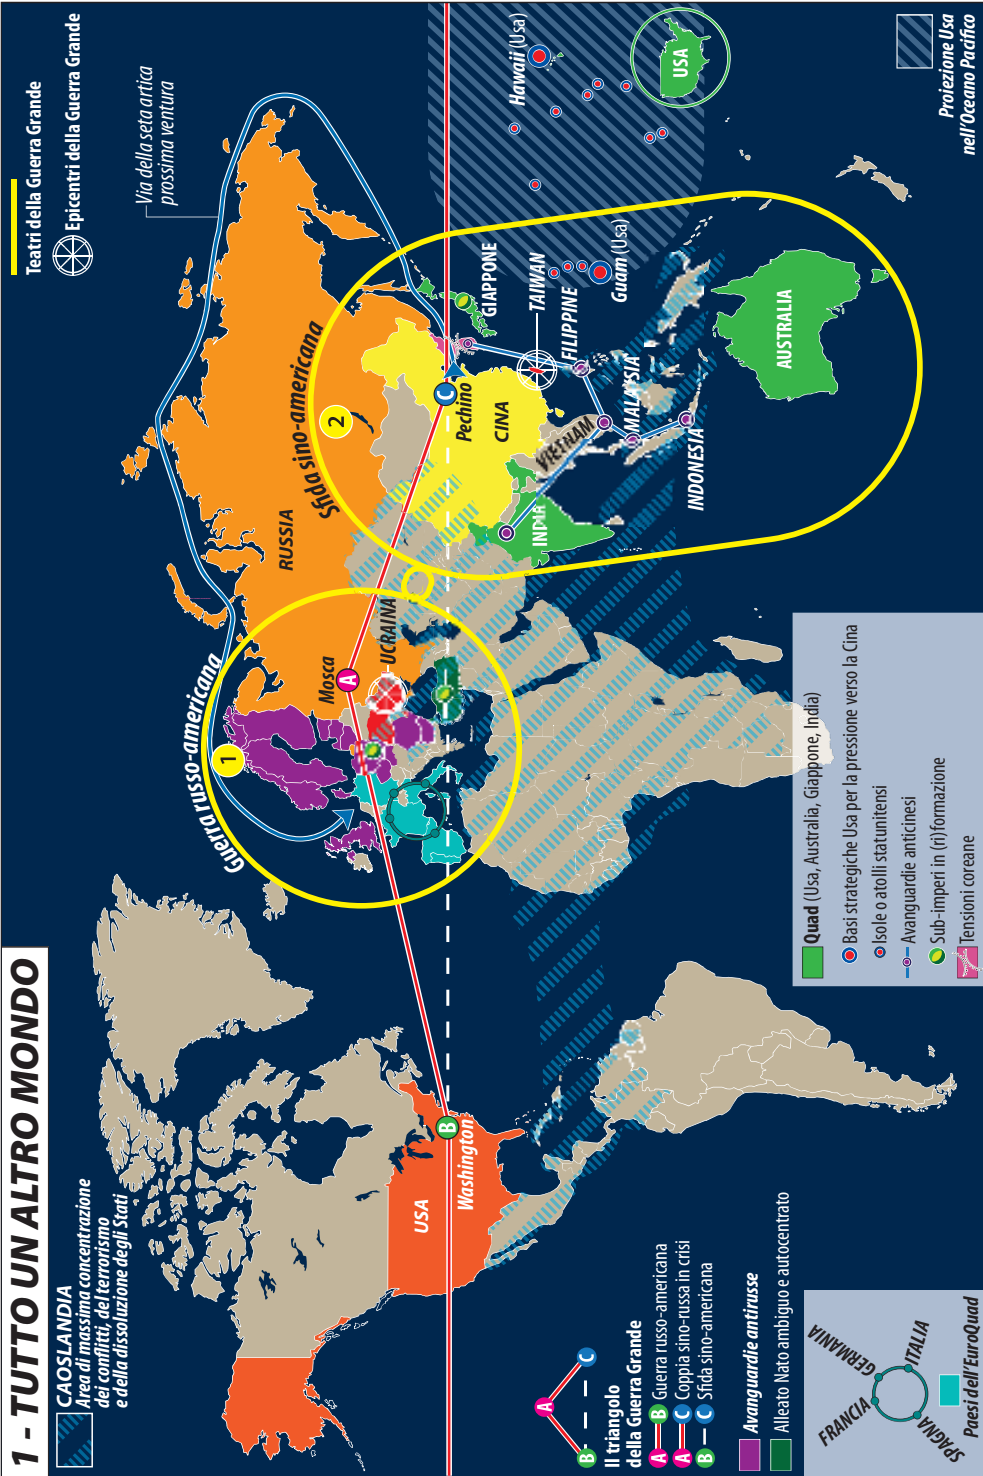 1 - TUTTO UN ALTRO MONDO
CAOSLANDIA
Area di massima concentrazione
dei conflitti, del terrorismo
e della dissoluzione degli Stati
Teatri della Guerra Grande
Epicentri della Guerra Grande
Via della seta artica
prossima ventura
Guerra russo-americana
1
Sfida sino-americana
2
RUSSIA
Mosca
A
UCRAINA
USA
Washington
B
Pechino
C
CINA
GIAPPONE
TAIWAN
FILIPPINE
Guam (Usa)
Hawaii (Usa)
USA
VIETNAM
INDIA
MALAYSIA
INDONESIA
AUSTRALIA
Proiezione Usa
nell'Oceano Pacifico
A
B
C
Il triangolo
della Guerra Grande
A B Guerra russo-americana
A C Coppia sino-russa in crisi
B C Sfida sino-americana
Avanguardie antirusse
Alleato Nato ambiguo e autocentrato
FRANCIA
GERMANIA
SPAGNA
ITALIA
Paesi dell'EuroQuad
Quad (Usa, Australia, Giappone, India)
Basi strategiche Usa per la pressione verso la Cina
Isole o atolli statunitensi
Avanguardie anticinesi
Sub-imperi in (ri)formazione
Tensioni coreane